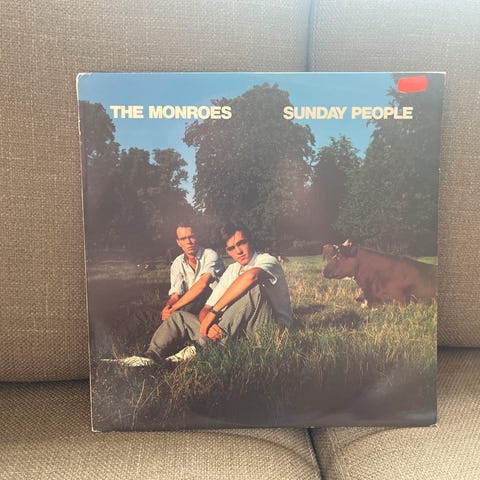 THE MONROES SUNDAY PEOPLE